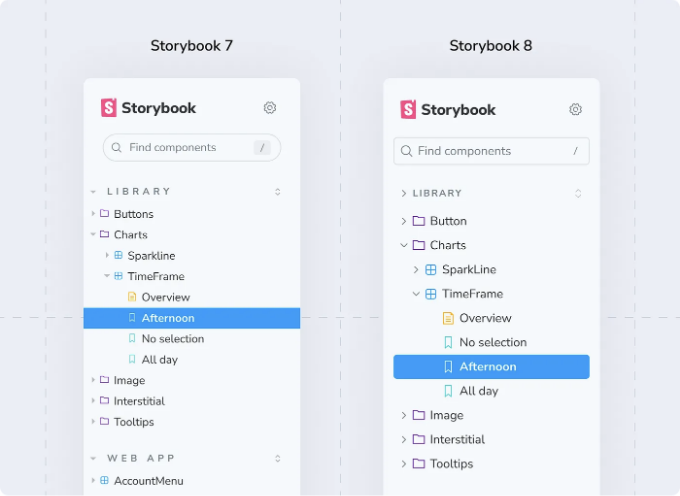 Storybook 7
Storybook
Find components /
LIBRARY
Buttons
Charts
Sparkline
TimeFrame
Overview
Afternoon
No selection
All day
Image
Interstitial
Tooltips
WEB APP
AccountMenu
Storybook 8
Storybook
Find components /
LIBRARY
Button
Charts
SparkLine
TimeFrame
Overview
No selection
Afternoon
All day
Image
Interstitial
Tooltips